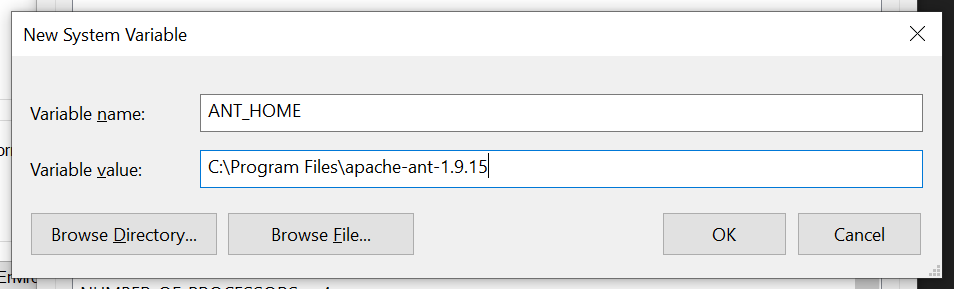 New System Variable
Variable name:
ANT_HOME
Variable value:
C:\Program Files\apache-ant-1.9.15
Browse Directory...
Browse File...
OK
Cancel